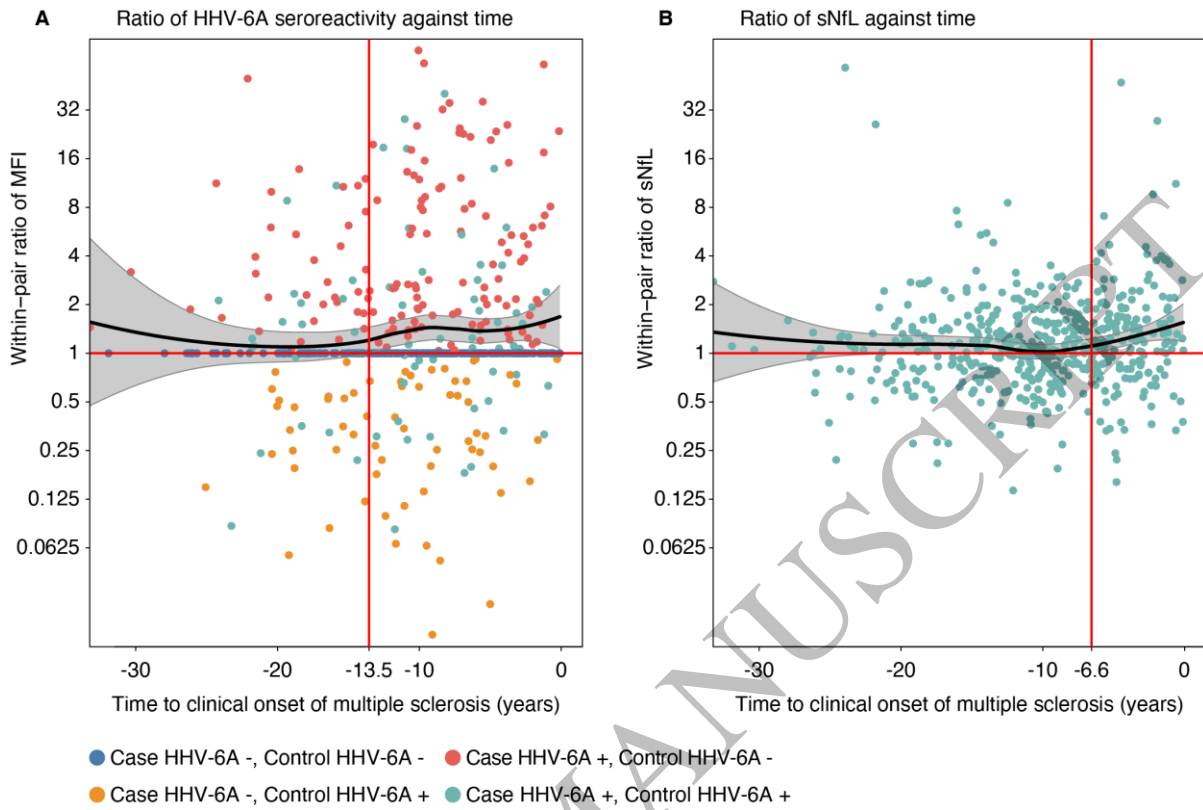 A Ratio of HHV-6A seroreactivity against time
Within-pair ratio of MFI
32
16
8
4
2
1
0.5
0.25
0.125
0.0625
-30 -20 -13.5 -10 0
Time to clinical onset of multiple sclerosis (years)
B Ratio of sNfL against time
Within-pair ratio of sNfL
32
16
8
4
2
1
0.5
0.25
0.125
0.0625
-30 -20 -10 -6.6 0
Time to clinical onset of multiple sclerosis (years)
Case HHV-6A -, Control HHV-6A - Case HHV-6A +, Control HHV-6A -
Case HHV-6A -, Control HHV-6A + Case HHV-6A +, Control HHV-6A +
MANUSCRIPT